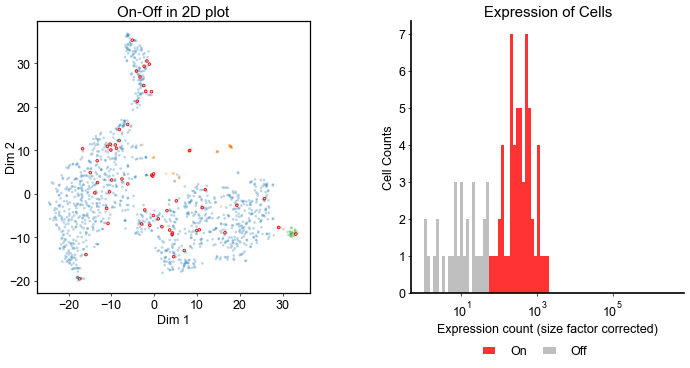 On-Off in 2D plot
Expression of Cells
Dim 2
30
20
10
0
−10
−20
−20 −10 0 10 20 30
Dim 1
Cell Counts
7
6
5
4
3
2
1
0
10^1 10^3 10^5
Expression count (size factor corrected)
On Off